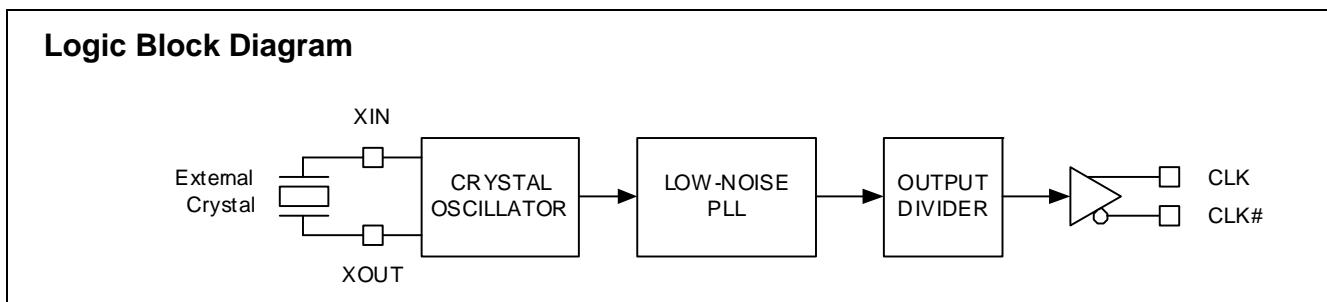 Logic Block Diagram
XIN
External
Crystal
XOUT
CRYSTAL
OSCILLATOR
LOW-NOISE
PLL
OUTPUT
DIVIDER
CLK
CLK#